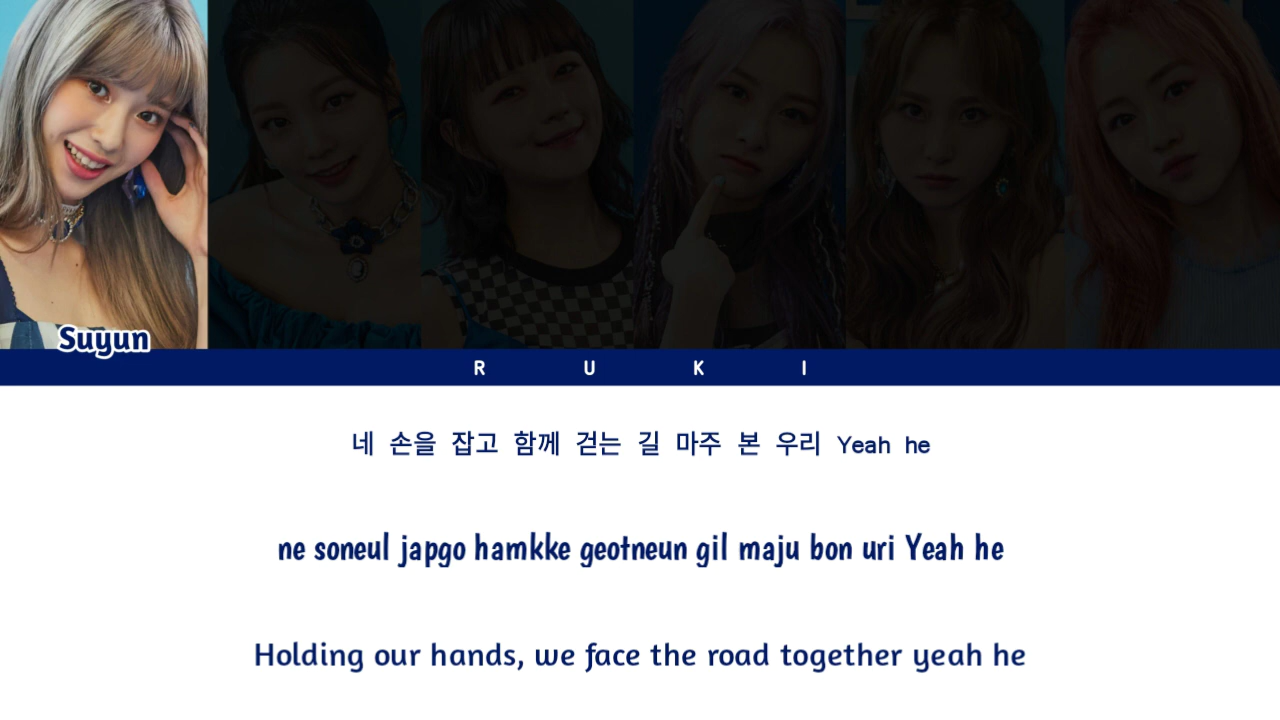 Suyun
R U K I
네 손을 잡고 함께 걷는 길 마주 본 우리 Yeah he
ne soneul japgo hamkke geotneun gil maju bon uri Yeah he
Holding our hands, we face the road together yeah he